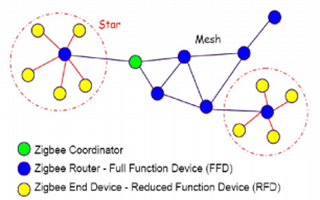 Star
Mesh
Zigbee Coordinator
Zigbee Router - Full Function Device (FFD)
Zigbee End Device - Reduced Function Device (RFD)